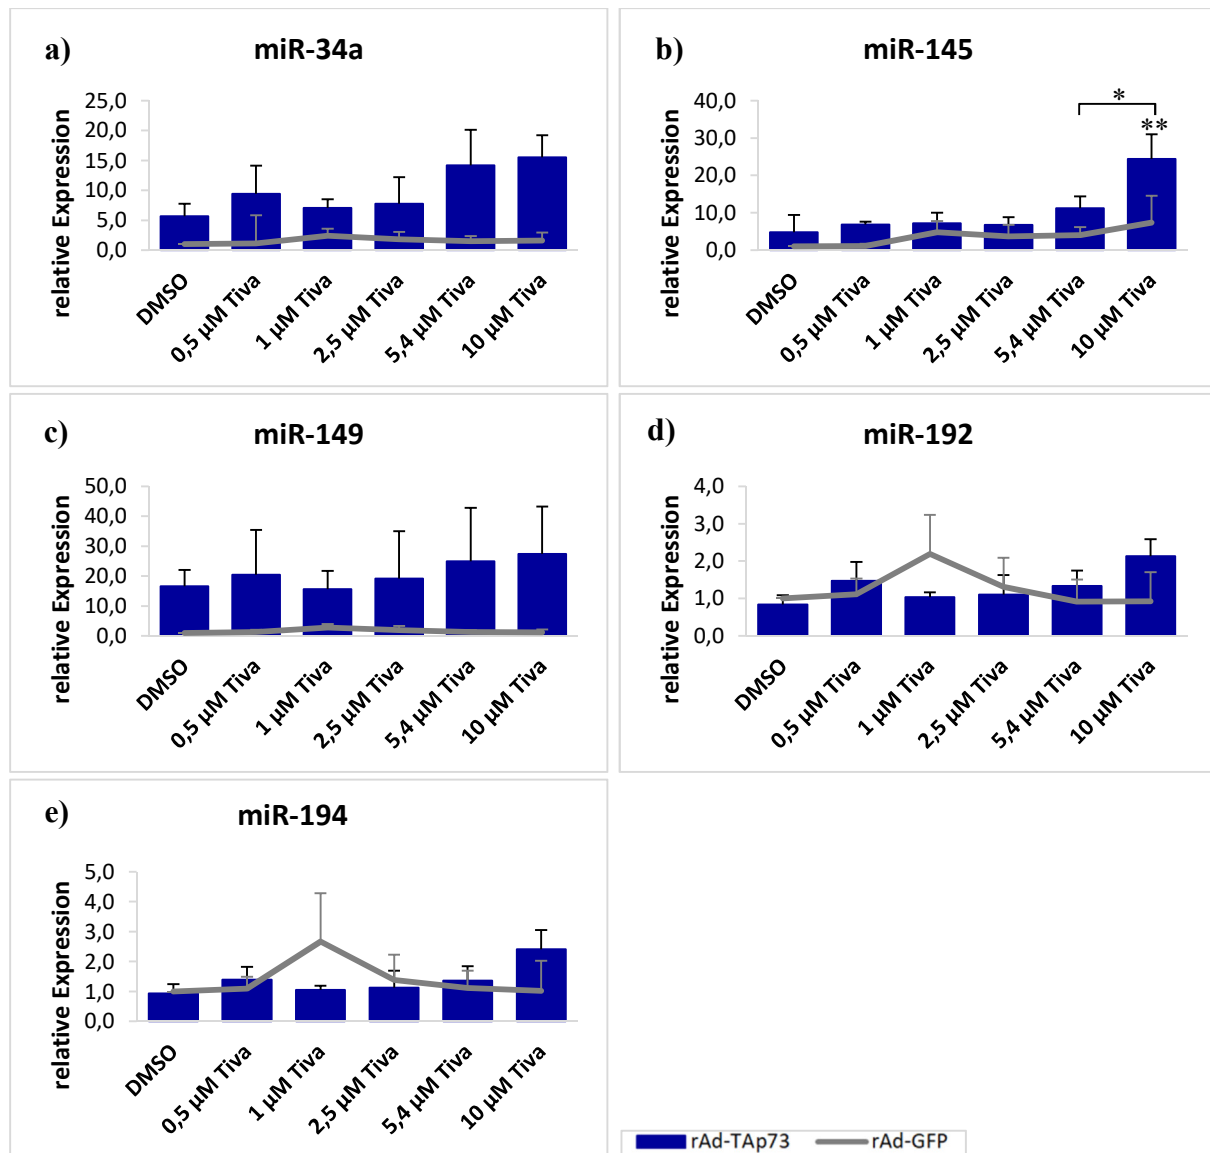 a)
miR-34a
relative Expression
25,0
20,0
15,0
10,0
5,0
0,0
DMSO
0,5 µM Tiva
1 µM Tiva
2,5 µM Tiva
5,4 µM Tiva
10 µM Tiva
b)
miR-145
relative Expression
40,0
30,0
20,0
10,0
0,0
*
**
DMSO
0,5 µM Tiva
1 µM Tiva
2,5 µM Tiva
5,4 µM Tiva
10 µM Tiva
c)
miR-149
relative Expression
50,0
40,0
30,0
20,0
10,0
0,0
DMSO
0,5 µM Tiva
1 µM Tiva
2,5 µM Tiva
5,4 µM Tiva
10 µM Tiva
d)
miR-192
relative Expression
4,0
3,0
2,0
1,0
0,0
DMSO
0,5 µM Tiva
1 µM Tiva
2,5 µM Tiva
5,4 µM Tiva
10 µM Tiva
e)
miR-194
relative Expression
5,0
4,0
3,0
2,0
1,0
0,0
DMSO
0,5 µM Tiva
1 µM Tiva
2,5 µM Tiva
5,4 µM Tiva
10 µM Tiva
rAd-TAp73
rAd-GFP